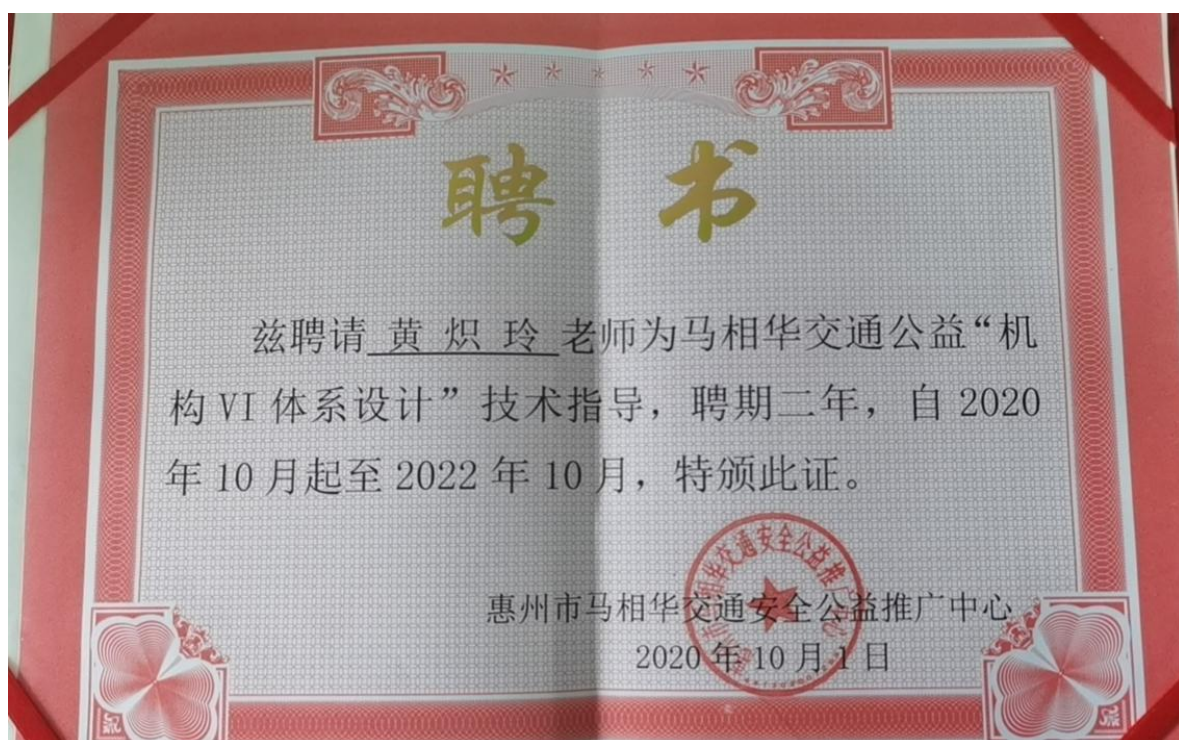 聘 书
兹聘请 黄 炽 玲 老师为马相华交通公益“机
构 VI 体系设计”技术指导，聘期二年，自 2020
年 10 月起至 2022 年 10 月，特颁此证。
惠州市马相华交通安全公益推广中心
2020 年 10 月 1 日